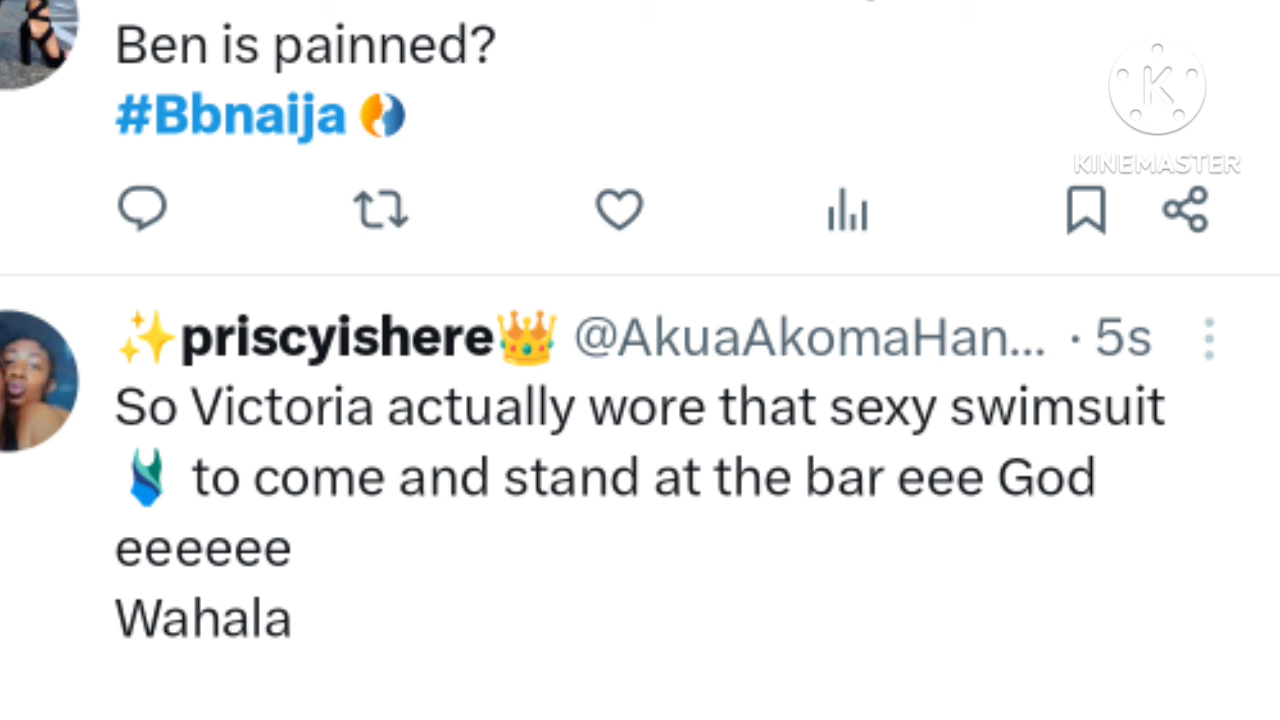 Ben is painned?
#Bbnaija
K
KINEMASTER
✨priscyishere👑 @AkuaAkomaHan... · 5s
So Victoria actually wore that sexy swimsuit
🩱 to come and stand at the bar eee God
eeeeee
Wahala